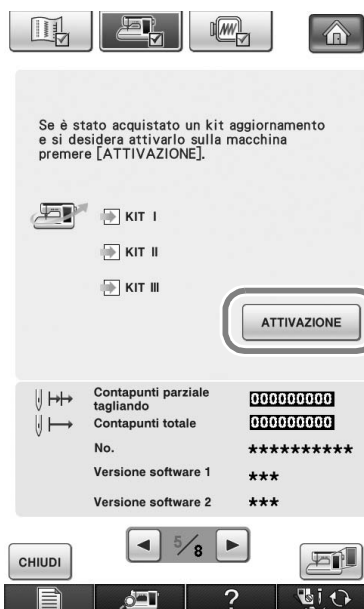 Se è stato acquistato un kit aggiornamento
e si desidera attivarlo sulla macchina
premere [ATTIVAZIONE].
KIT I
KIT II
KIT III
ATTIVAZIONE
Contapunti parziale
tagliando
000000000
Contapunti totale
000000000
No.
**********
Versione software 1
***
Versione software 2
***
CHIUDI
5/8
?